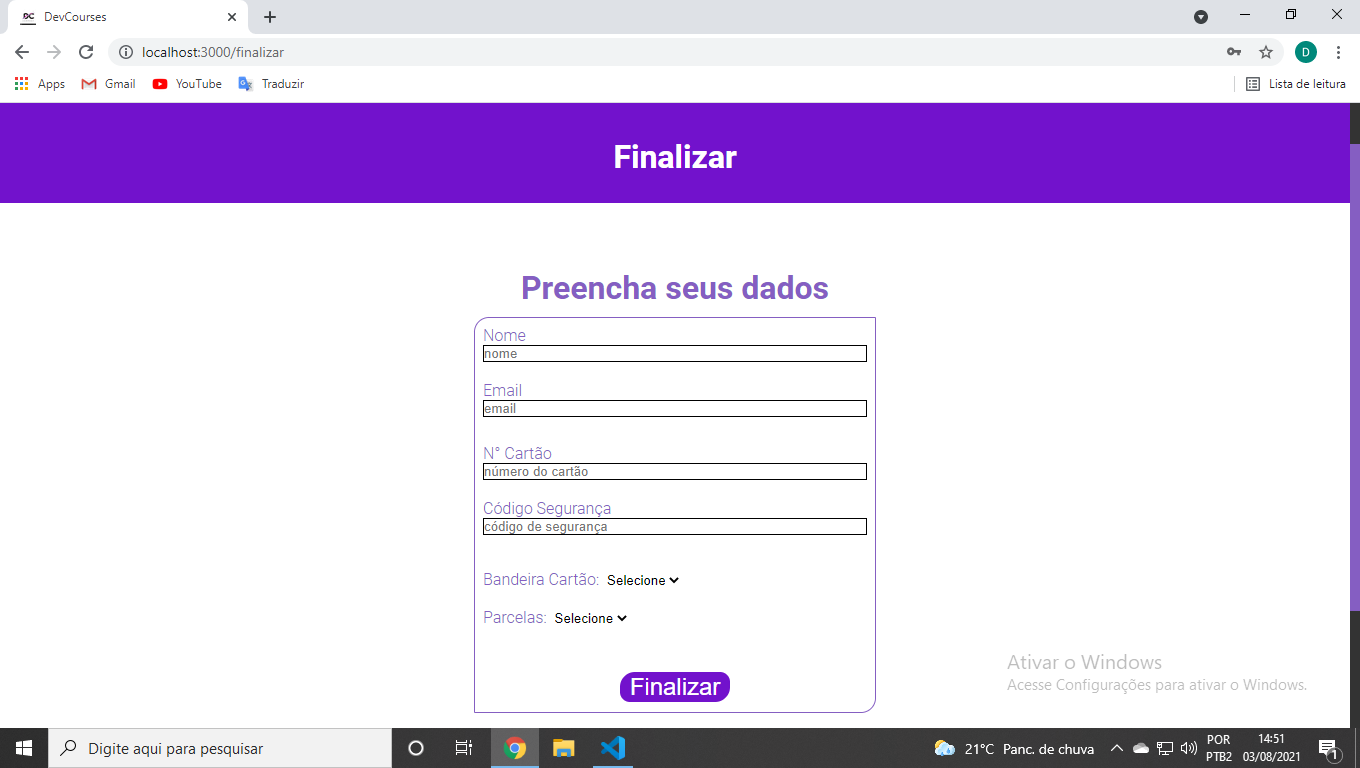 DC DevCourses
localhost:3000/finalizar
D
Apps Gmail YouTube Traduzir Lista de leitura
Finalizar
Preencha seus dados
Nome
nome
Email
email
N° Cartão
número do cartão
Código Segurança
código de segurança
Bandeira Cartão: Selecione
Parcelas: Selecione
Finalizar
Ativar o Windows
Acesse Configurações para ativar o Windows.
Digite aqui para pesquisar
21°C Panc. de chuva
POR
PTB2
14:51
03/08/2021
1